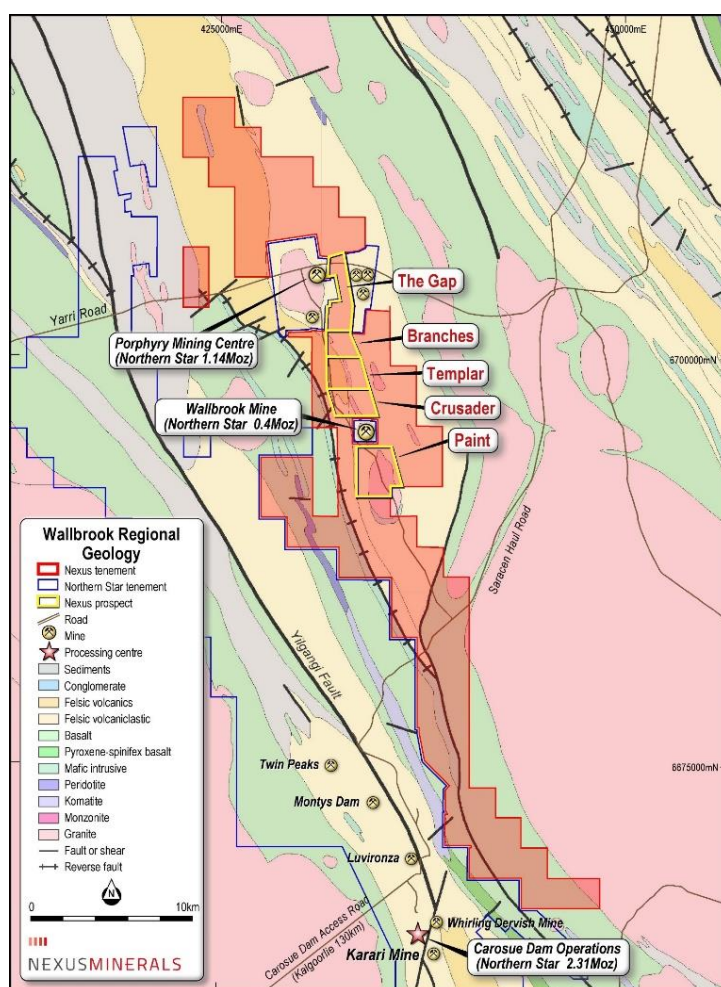 425000mE
450000mE
The Gap
Yarri Road
Porphyry Mining Centre
(Northern Star 1.14Moz)
Branches
6700000mN
Templar
Wallbrook Mine
(Northern Star 0.4Moz)
Crusader
Paint
Saracen Haul Road
Wallbrook Regional
Geology
Nexus tenement
Northern Star tenement
Nexus prospect
Road
Mine
Processing centre
Sediments
Conglomerate
Felsic volcanics
Felsic volcaniclastic
Basalt
Pyroxene-spinifex basalt
Mafic intrusive
Peridotite
Komatite
Monzonite
Granite
Fault or shear
Reverse fault
N
0
10km
NEXUSMINERALS
Yilgangi Fault
Twin Peaks
6675000mN
Montys Dam
Luvironza
Carosue Dam Access Road
(Kalgoorlie 130km)
Whirling Dervish Mine
Karari Mine
Carosue Dam Operations
(Northern Star 2.31Moz)